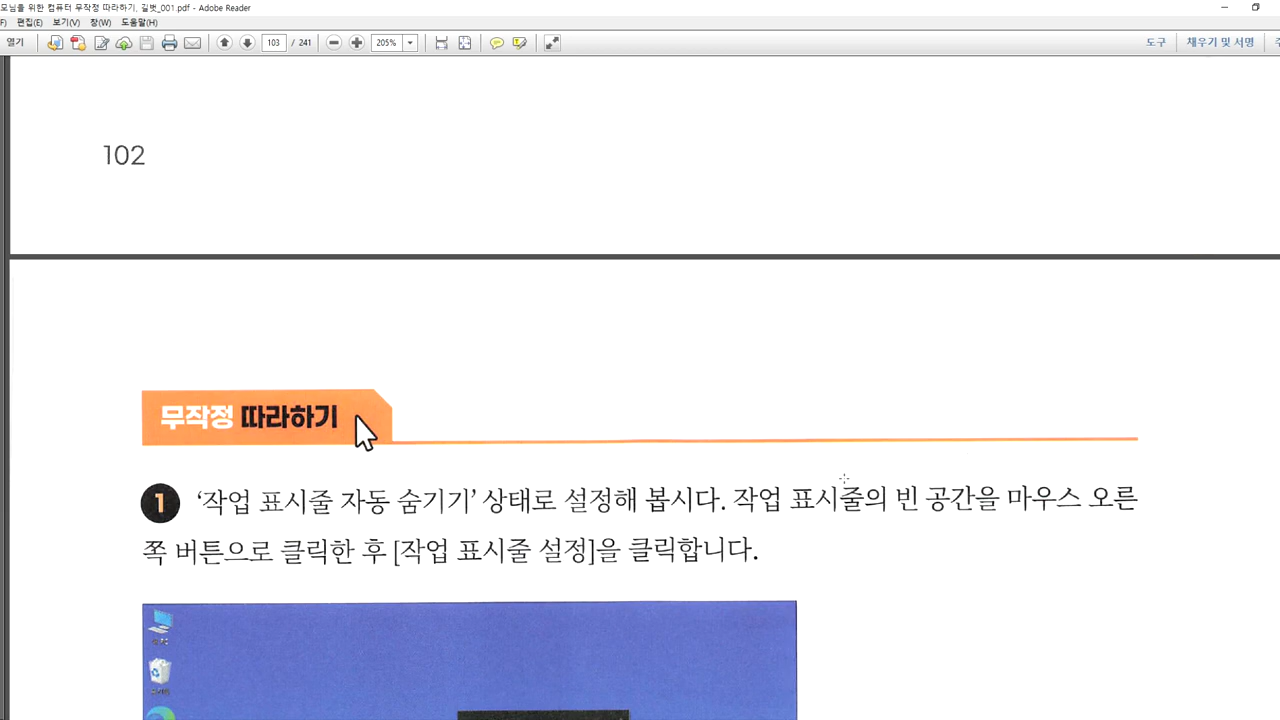 모님을 위한 컴퓨터 무작정 따라하기, 길벗_001.pdf - Adobe Reader
F) 편집(E) 보기(V) 창(W) 도움말(H)
열기 103 / 241 205% 도구 채우기 및 서명
102
무작정 따라하기
1 ‘작업 표시줄 자동 숨기기’ 상태로 설정해 봅시다. 작업 표시줄의 빈 공간을 마우스 오른
쪽 버튼으로 클릭한 후 [작업 표시줄 설정]을 클릭합니다.